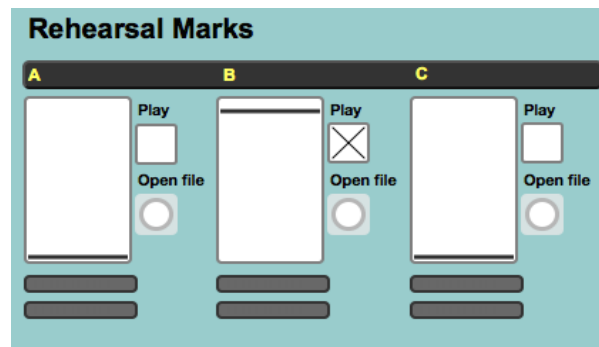 Rehearsal Marks
A B C
Play Play Play
Open file Open file Open file